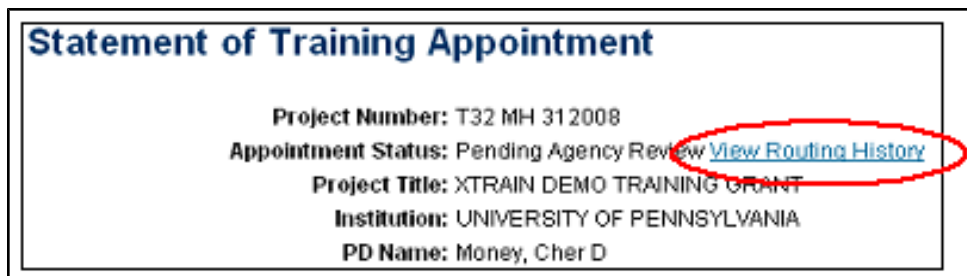 Statement of Training Appointment
Project Number: T32 MH 312008
Appointment Status: Pending Agency Review View Routing History
Project Title: XTRAIN DEMO TRAINING GRANT
Institution: UNIVERSITY OF PENNSYLVANIA
PD Name: Money, Cher D